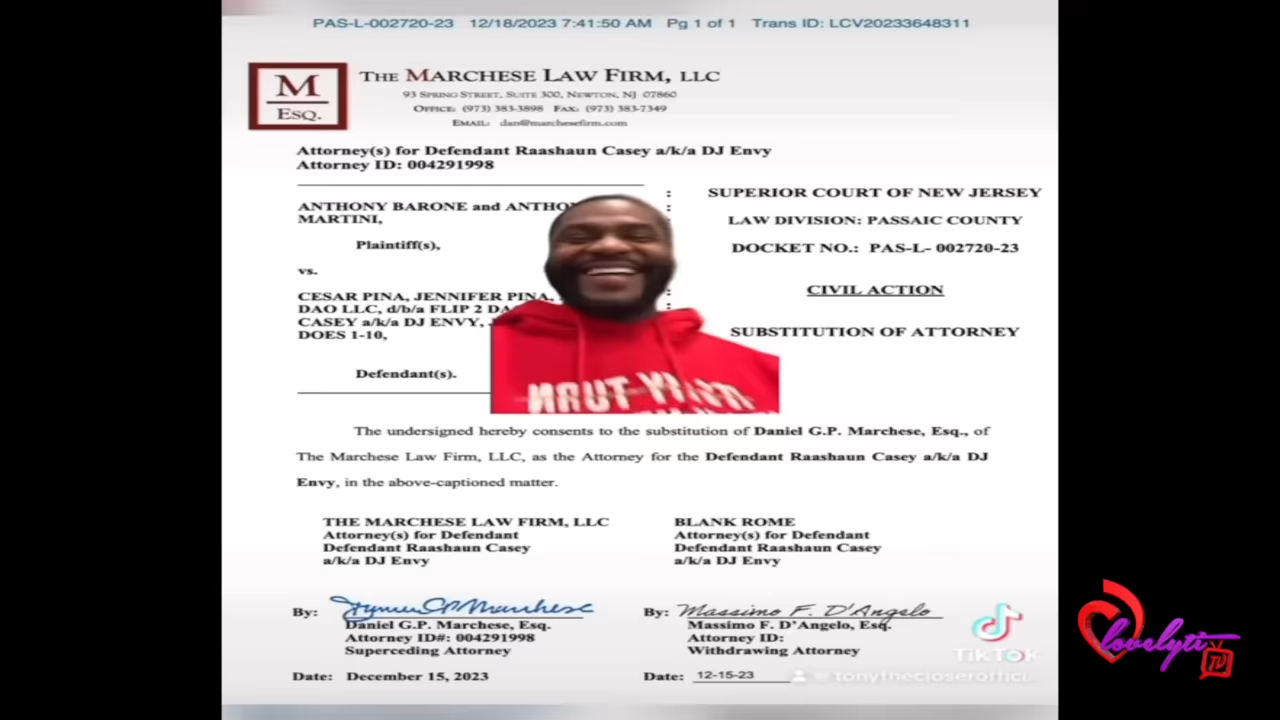 PAS-L-002720-23 12/18/2023 7:41:50 AM Pg 1 of 1 Trans ID: LCV20233648311
M
ESQ.
THE MARCHESE LAW FIRM, LLC
93 SPRING STREET, SUITE 300, NEWTON, NJ 07860
OFFICE: (973) 383-3898 FAX: (973) 383-7349
EMAIL: dan@marchesefirm.com
Attorney(s) for Defendant Raashaun Casey a/k/a DJ Envy
Attorney ID: 004291998
ANTHONY BARONE and
MARTINI,
Plaintiff(s),
vs.
CESAR PINA, JENNIFER PINA,
DAO LLC, d/b/a FLIP 2
CASEY a/k/a DJ ENVY,
DOES 1-10,
Defendant(s).
:
:
:
:
:
:
SUPERIOR COURT OF NEW JERSEY
LAW DIVISION: PASSAIC COUNTY
DOCKET NO.: PAS-L- 002720-23
CIVIL ACTION
SUBSTITUTION OF ATTORNEY
TURN
The undersigned hereby consents to the substitution of Daniel G.P. Marchese, Esq., of
The Marchese Law Firm, LLC, as the Attorney for the Defendant Raashaun Casey a/k/a DJ
Envy, in the above-captioned matter.
THE MARCHESE LAW FIRM, LLC
Attorney(s) for Defendant
Defendant Raashaun Casey
a/k/a DJ Envy
BLANK ROME
Attorney(s) for Defendant
Defendant Raashaun Casey
a/k/a DJ Envy
By:
Daniel G.P. Marchese, Esq.
Attorney ID#: 004291998
Superceding Attorney
Date: December 15, 2023
By: Massimo F. D'Angelo
Massimo F. D'Angelo, Esq.
Attorney ID:
Withdrawing Attorney
Date: 12-15-23
TikTok
@tonythecloserofficial
lovelyti
TV